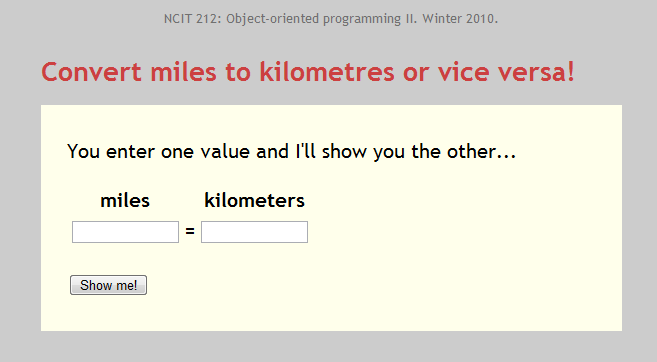 NCIT 212: Object-oriented programming II. Winter 2010.
Convert miles to kilometres or vice versa!
You enter one value and I'll show you the other...
miles kilometers
=
Show me!